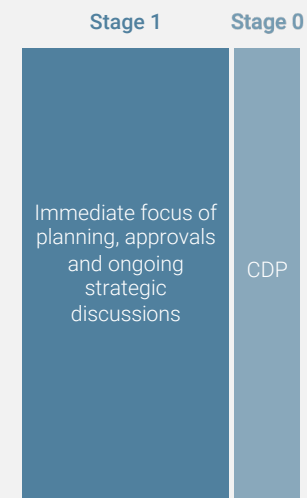 Stage 1
Stage 0
Immediate focus of
planning, approvals
and ongoing
strategic
discussions
CDP